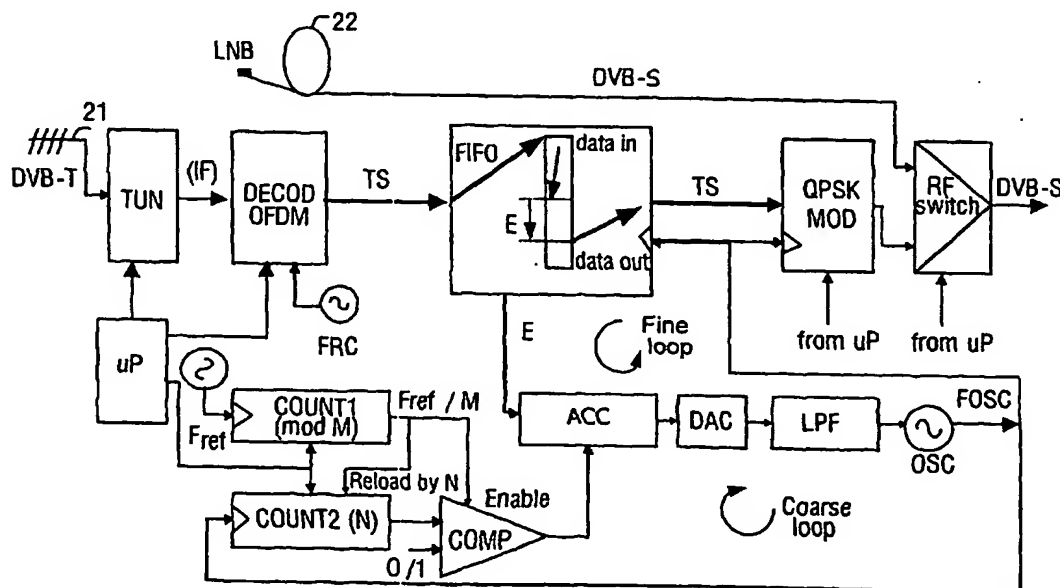 22
LNB
DVB-S
21
DVB-T
TUN
(IF)
DECOD
OFDM
TS
FIFO
data in
E
data out
TS
QPSK
MOD
RF
switch
DVB-S
uP
FRC
E
Fine
loop
from uP
from uP
Fref
COUNT1
(mod M)
Fref / M
ACC
DAC
LPF
OSC
FOSC
Reload by N
COUNT2 (N)
Enable
COMP
0/1
Coarse
loop